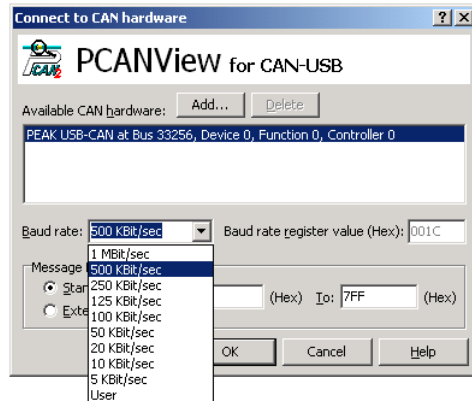 Connect to CAN hardware
PCAN2 PCANView for CAN-USB
Available CAN hardware: Add... Delete
PEAK USB-CAN at Bus 33256, Device 0, Function 0, Controller 0
Baud rate: 500 KBit/sec Baud rate register value (Hex): 001C
1 MBit/sec
Message
500 KBit/sec
250 KBit/sec
(Hex) To: 7FF (Hex)
125 KBit/sec
100 KBit/sec
50 KBit/sec
20 KBit/sec
OK Cancel Help
10 KBit/sec
5 KBit/sec
User